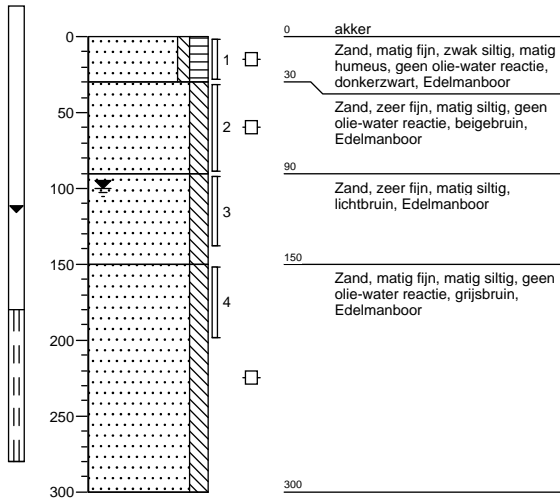 0
50
100
150
200
250
300
1
2
3
4
0
akker
Zand, matig fijn, zwak siltig, matig
humeus, geen olie-water reactie,
donkerzwart, Edelmanboor
30
Zand, zeer fijn, matig siltig, geen
olie-water reactie, beigebruin,
Edelmanboor
90
Zand, zeer fijn, matig siltig,
lichtbruin, Edelmanboor
150
Zand, matig fijn, matig siltig, geen
olie-water reactie, grijsbruin,
Edelmanboor
300